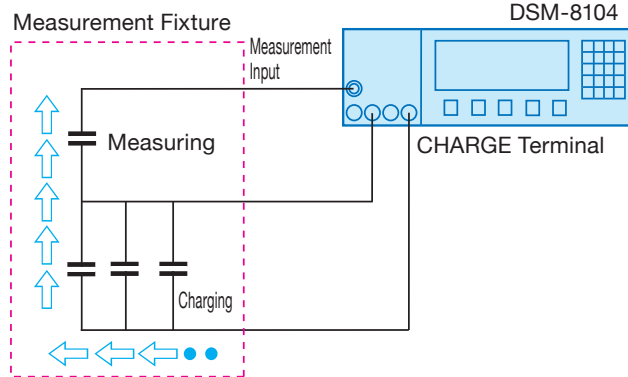 Measurement Fixture
DSM-8104
Measurement
Input
Measuring
CHARGE Terminal
Charging